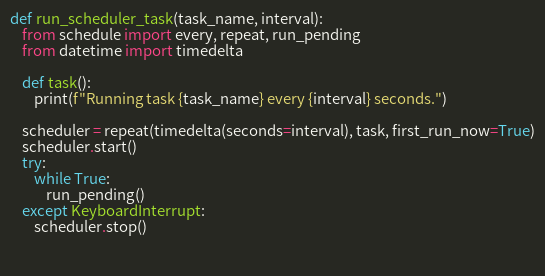 def run_scheduler_task(task_name, interval):
from schedule import every, repeat, run_pending
from datetime import timedelta
def task():
print(f"Running task {task_name} every {interval} seconds.")
scheduler = repeat(timedelta(seconds=interval), task, first_run_now=True)
scheduler.start()
try:
while True:
run_pending()
except KeyboardInterrupt:
scheduler.stop()